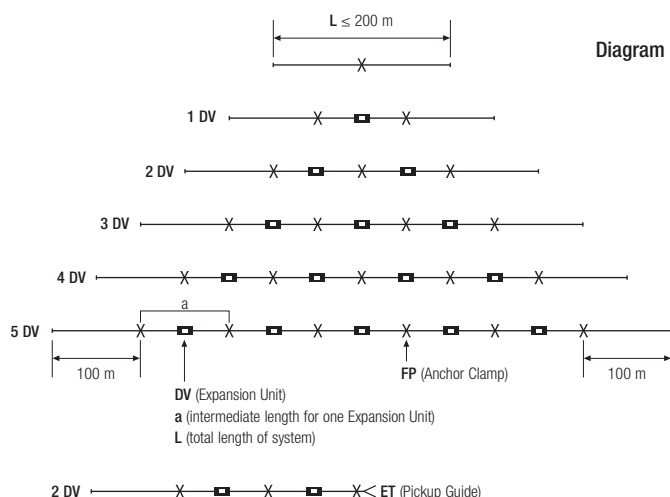 L ≤ 200 m
Diagram
1 DV
2 DV
3 DV
4 DV
a
5 DV
100 m
FP (Anchor Clamp)
100 m
DV (Expansion Unit)
a (intermediate length for one Expansion Unit)
L (total length of system)
2 DV
ET (Pickup Guide)